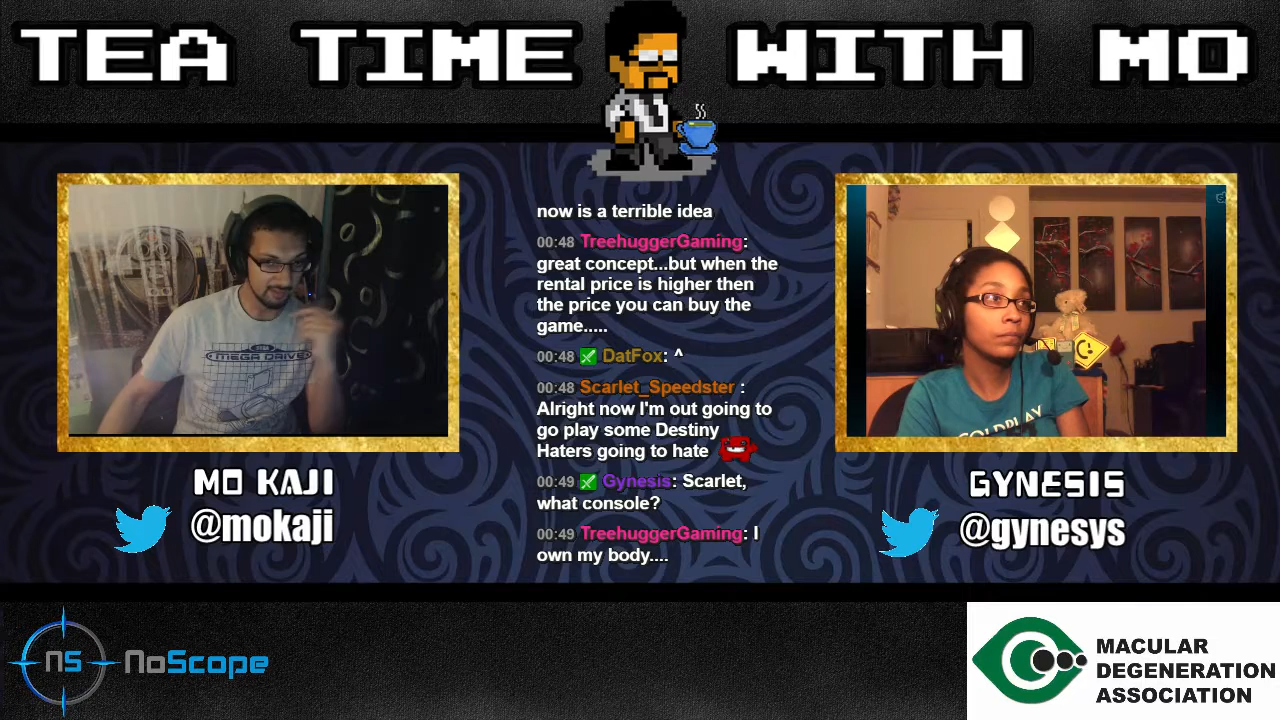 TEA TIME WITH MO
now is a terrible idea
00:48 TreehuggerGaming:
great concept...but when the
rental price is higher then
the price you can buy the
game.....
00:48 DatFox: ^
00:48 Scarlet_Speedster :
Alright now I'm out going to
go play some Destiny
Haters going to hate
00:49 Gynesis: Scarlet,
what console?
00:49 TreehuggerGaming: I
own my body....
MEGA DRIVE
COLDPLAY
MO KAJI
@mokaji
GYNESIS
@gynesys
NS NoScope
MACULAR
DEGENERATION
ASSOCIATION